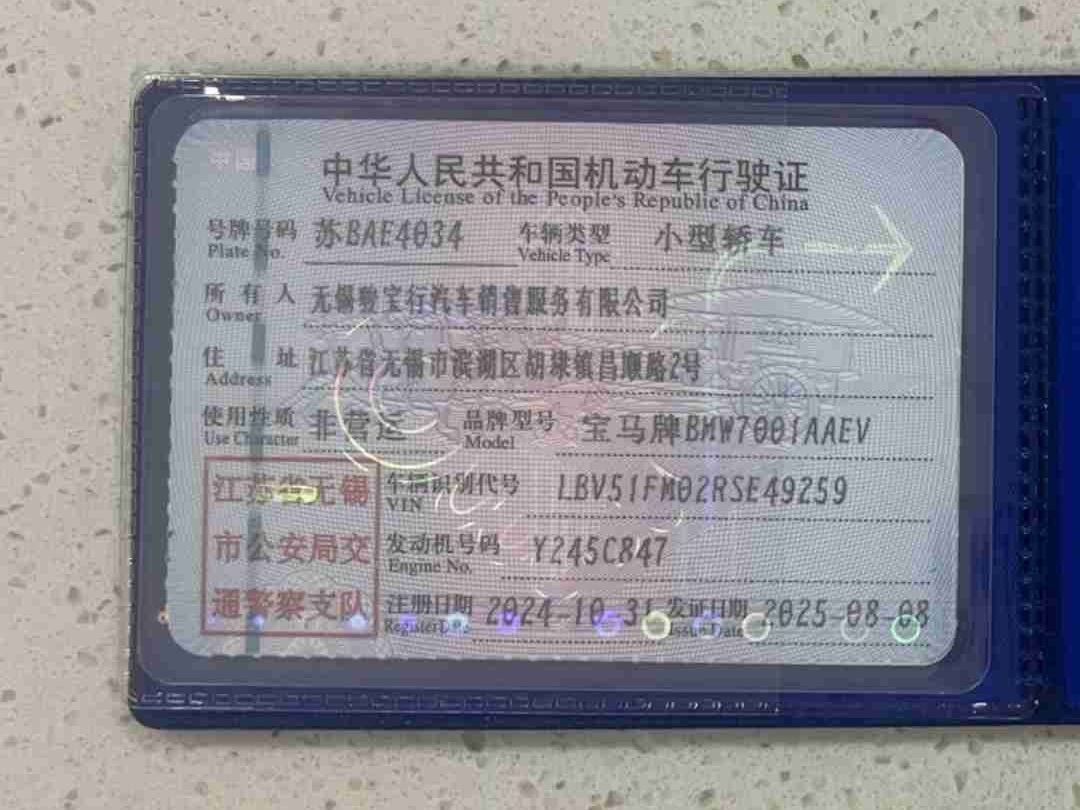 中国
中华人民共和国机动车行驶证
Vehicle License of the People's Republic of China
号牌号码 苏BAE4034 车辆类型 小型轿车
Plate No. Vehicle Type
所有人 无锡骏宝行汽车销售服务有限公司
Owner
住址 江苏省无锡市滨湖区胡埭镇昌顺路2号
Address
使用性质 非营运 品牌型号 宝马牌BMW7001AAEV
Use Character Model
江苏省无锡
市公安局交
通警察支队
车辆识别代号 LBV51FM02RSE49259
VIN
发动机号码 Y245C847
Engine No.
注册日期 2024-10-31 发证日期 2025-08-08
Register Date Issue Date